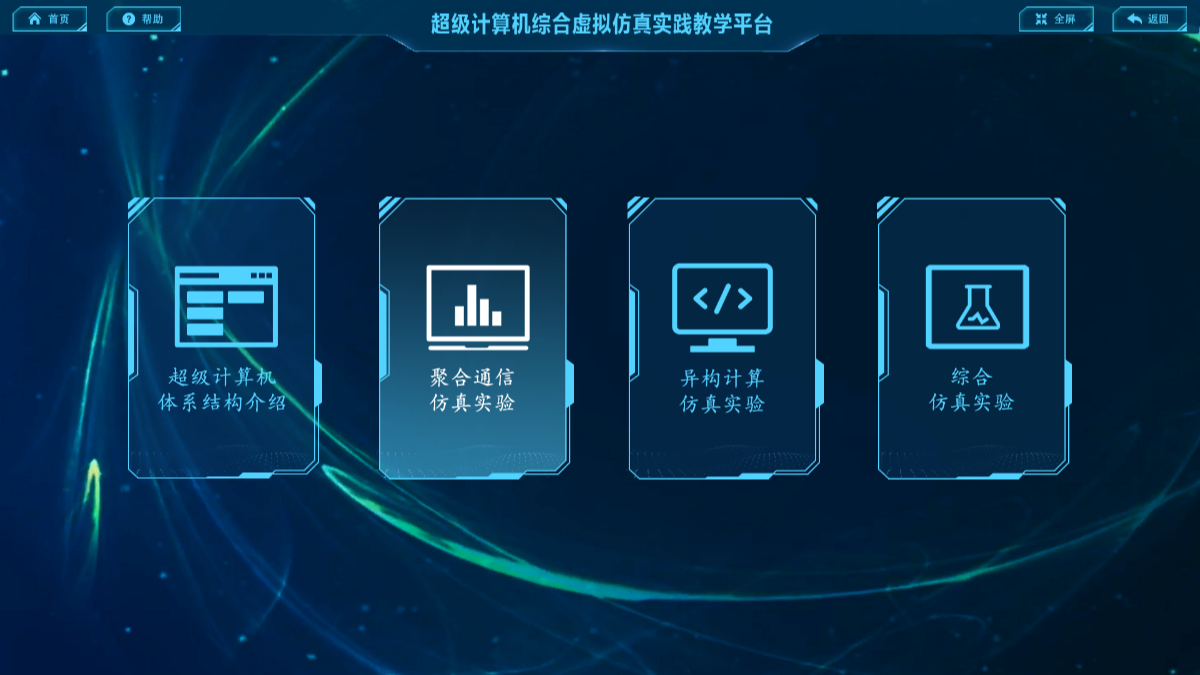 首页
帮助
超级计算机综合虚拟仿真实践教学平台
全屏
返回
超级计算机
体系结构介绍
聚合通信
仿真实验
异构计算
仿真实验
综合
仿真实验